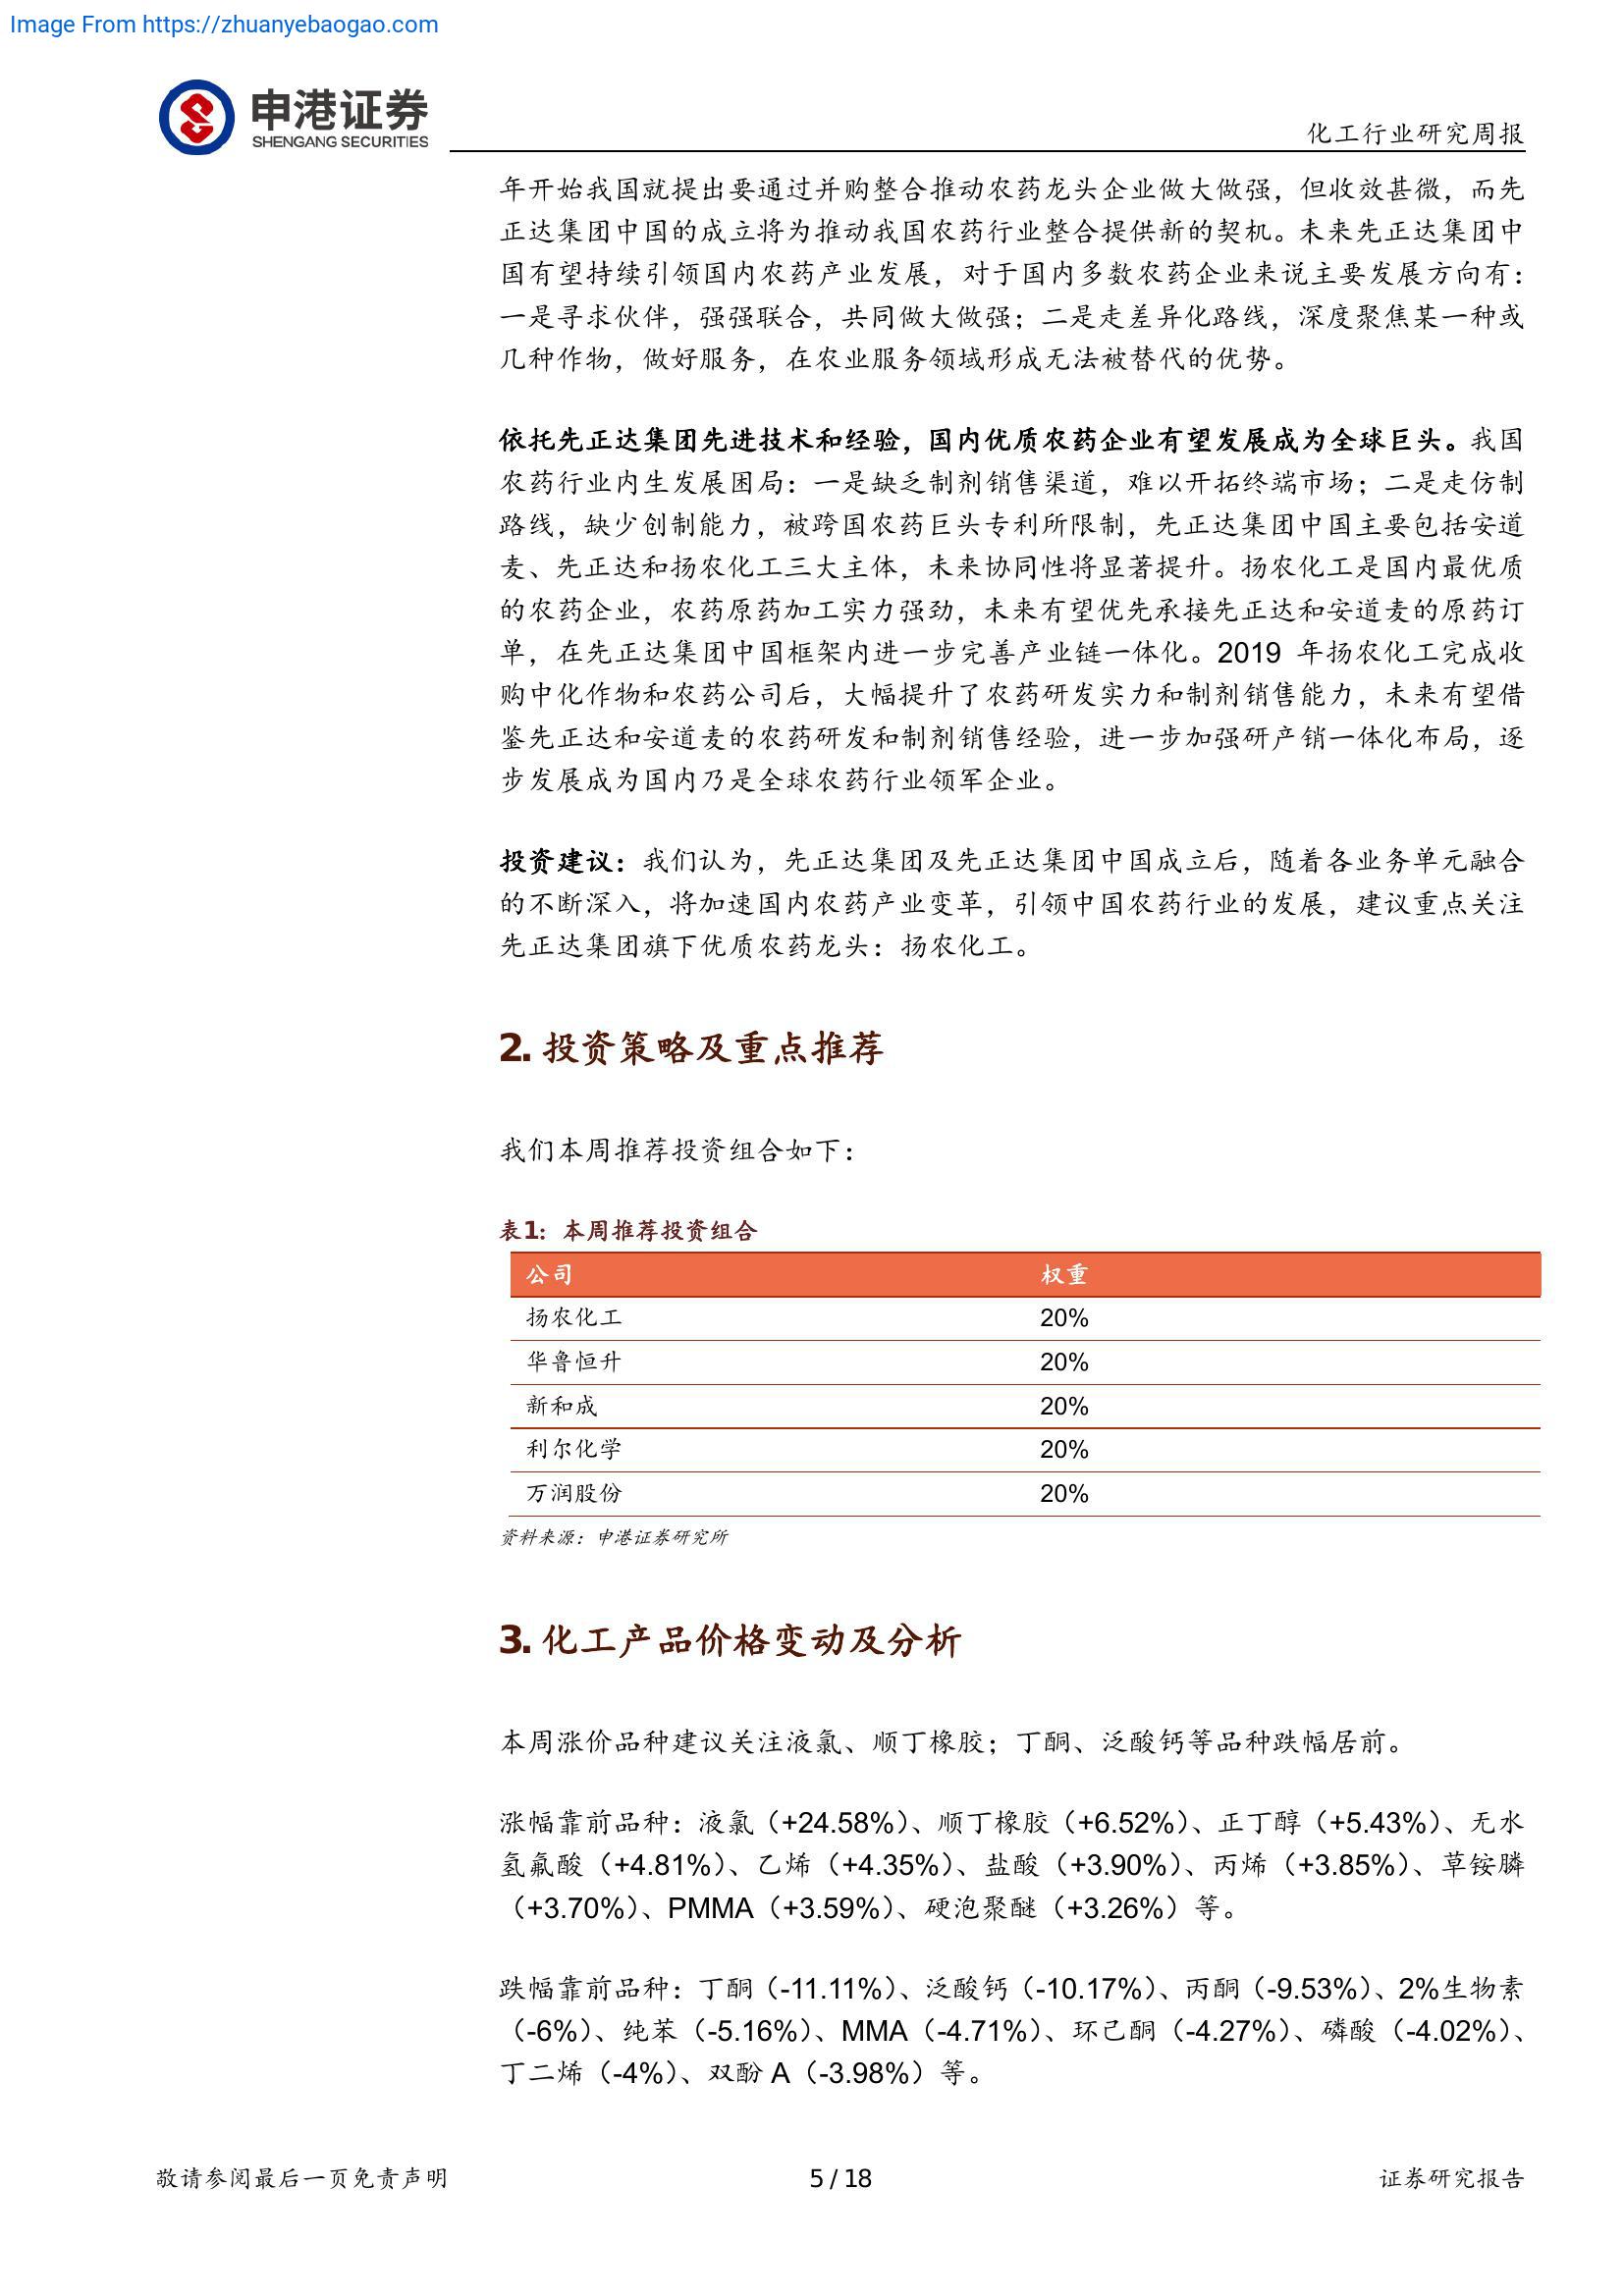 Image From https://zhuanyebaogao.com
申港证券
SHENGANG SECURITIES
化工行业研究周报
年开始我国就提出要通过并购整合推动农药龙头企业做大做强，但收效甚微，而先
正达集团中国的成立将为推动我国农药行业整合提供新的契机。未来先正达集团中
国有望持续引领国内农药产业发展，对于国内多数农药企业来说主要发展方向有：
一是寻求伙伴，强强联合，共同做大做强；二是走差异化路线，深度聚焦某一种或
几种作物，做好服务，在农业服务领域形成无法被替代的优势。
依托先正达集团先进技术和经验，国内优质农药企业有望发展成为全球巨头。我国
农药行业内生发展困局：一是缺乏制剂销售渠道，难以开拓终端市场；二是走仿制
路线，缺少创制能力，被跨国农药巨头专利所限制，先正达集团中国主要包括安道
麦、先正达和扬农化工三大主体，未来协同性将显著提升。扬农化工是国内最优质
的农药企业，农药原药加工实力强劲，未来有望优先承接先正达和安道麦的原药订
单，在先正达集团中国框架内进一步完善产业链一体化。2019 年扬农化工完成收
购中化作物和农药公司后，大幅提升了农药研发实力和制剂销售能力，未来有望借
鉴先正达和安道麦的农药研发和制剂销售经验，进一步加强研产销一体化布局，逐
步发展成为国内乃是全球农药行业领军企业。
投资建议：我们认为，先正达集团及先正达集团中国成立后，随着各业务单元融合
的不断深入，将加速国内农药产业变革，引领中国农药行业的发展，建议重点关注
先正达集团旗下优质农药龙头：扬农化工。
2. 投资策略及重点推荐
我们本周推荐投资组合如下：
表1：本周推荐投资组合
公司 权重
扬农化工 20%
华鲁恒升 20%
新和成 20%
利尔化学 20%
万润股份 20%
资料来源：申港证券研究所
3. 化工产品价格变动及分析
本周涨价品种建议关注液氯、顺丁橡胶；丁酮、泛酸钙等品种跌幅居前。
涨幅靠前品种：液氯（+24.58%）、顺丁橡胶（+6.52%）、正丁醇（+5.43%）、无水
氢氟酸（+4.81%）、乙烯（+4.35%）、盐酸（+3.90%）、丙烯（+3.85%）、草铵膦
（+3.70%）、PMMA（+3.59%）、硬泡聚醚（+3.26%）等。
跌幅靠前品种：丁酮（-11.11%）、泛酸钙（-10.17%）、丙酮（-9.53%）、2%生物素
（-6%）、纯苯（-5.16%）、MMA（-4.71%）、环己酮（-4.27%）、磷酸（-4.02%）、
丁二烯（-4%）、双酚 A（-3.98%）等。
敬请参阅最后一页免责声明 5 / 18 证券研究报告